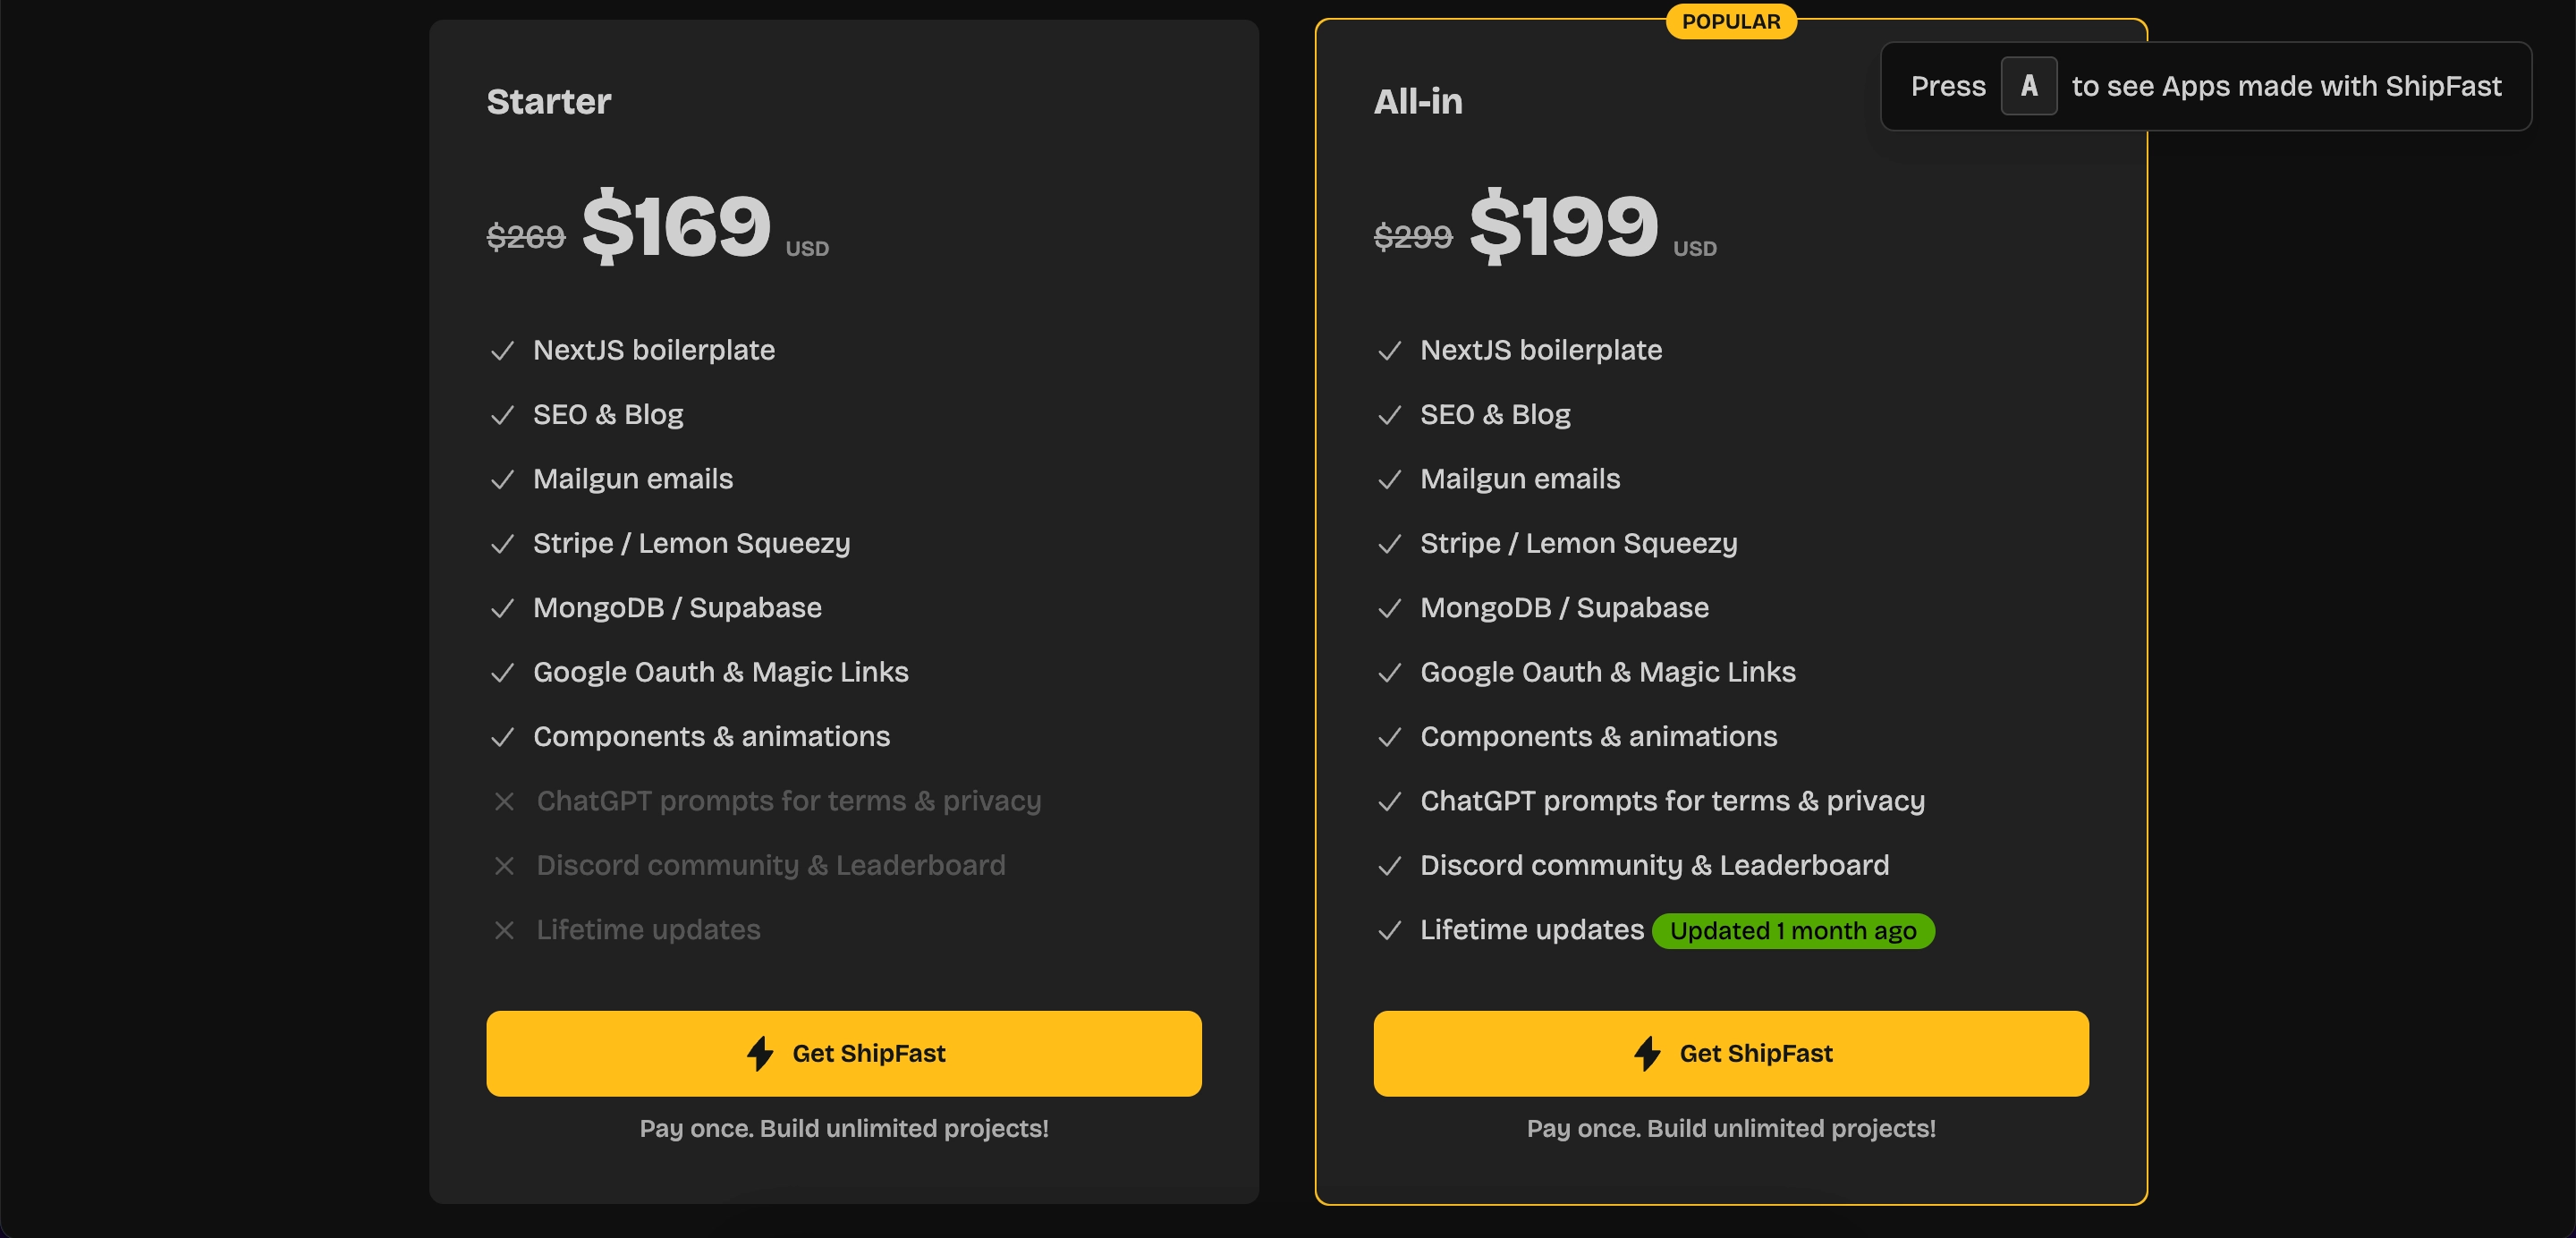 POPULAR
Press A to see Apps made with ShipFast
Starter
$269 $169 USD
NextJS boilerplate
SEO & Blog
Mailgun emails
Stripe / Lemon Squeezy
MongoDB / Supabase
Google Oauth & Magic Links
Components & animations
ChatGPT prompts for terms & privacy
Discord community & Leaderboard
Lifetime updates
Get ShipFast
Pay once. Build unlimited projects!
All-in
$299 $199 USD
NextJS boilerplate
SEO & Blog
Mailgun emails
Stripe / Lemon Squeezy
MongoDB / Supabase
Google Oauth & Magic Links
Components & animations
ChatGPT prompts for terms & privacy
Discord community & Leaderboard
Lifetime updates Updated 1 month ago
Get ShipFast
Pay once. Build unlimited projects!